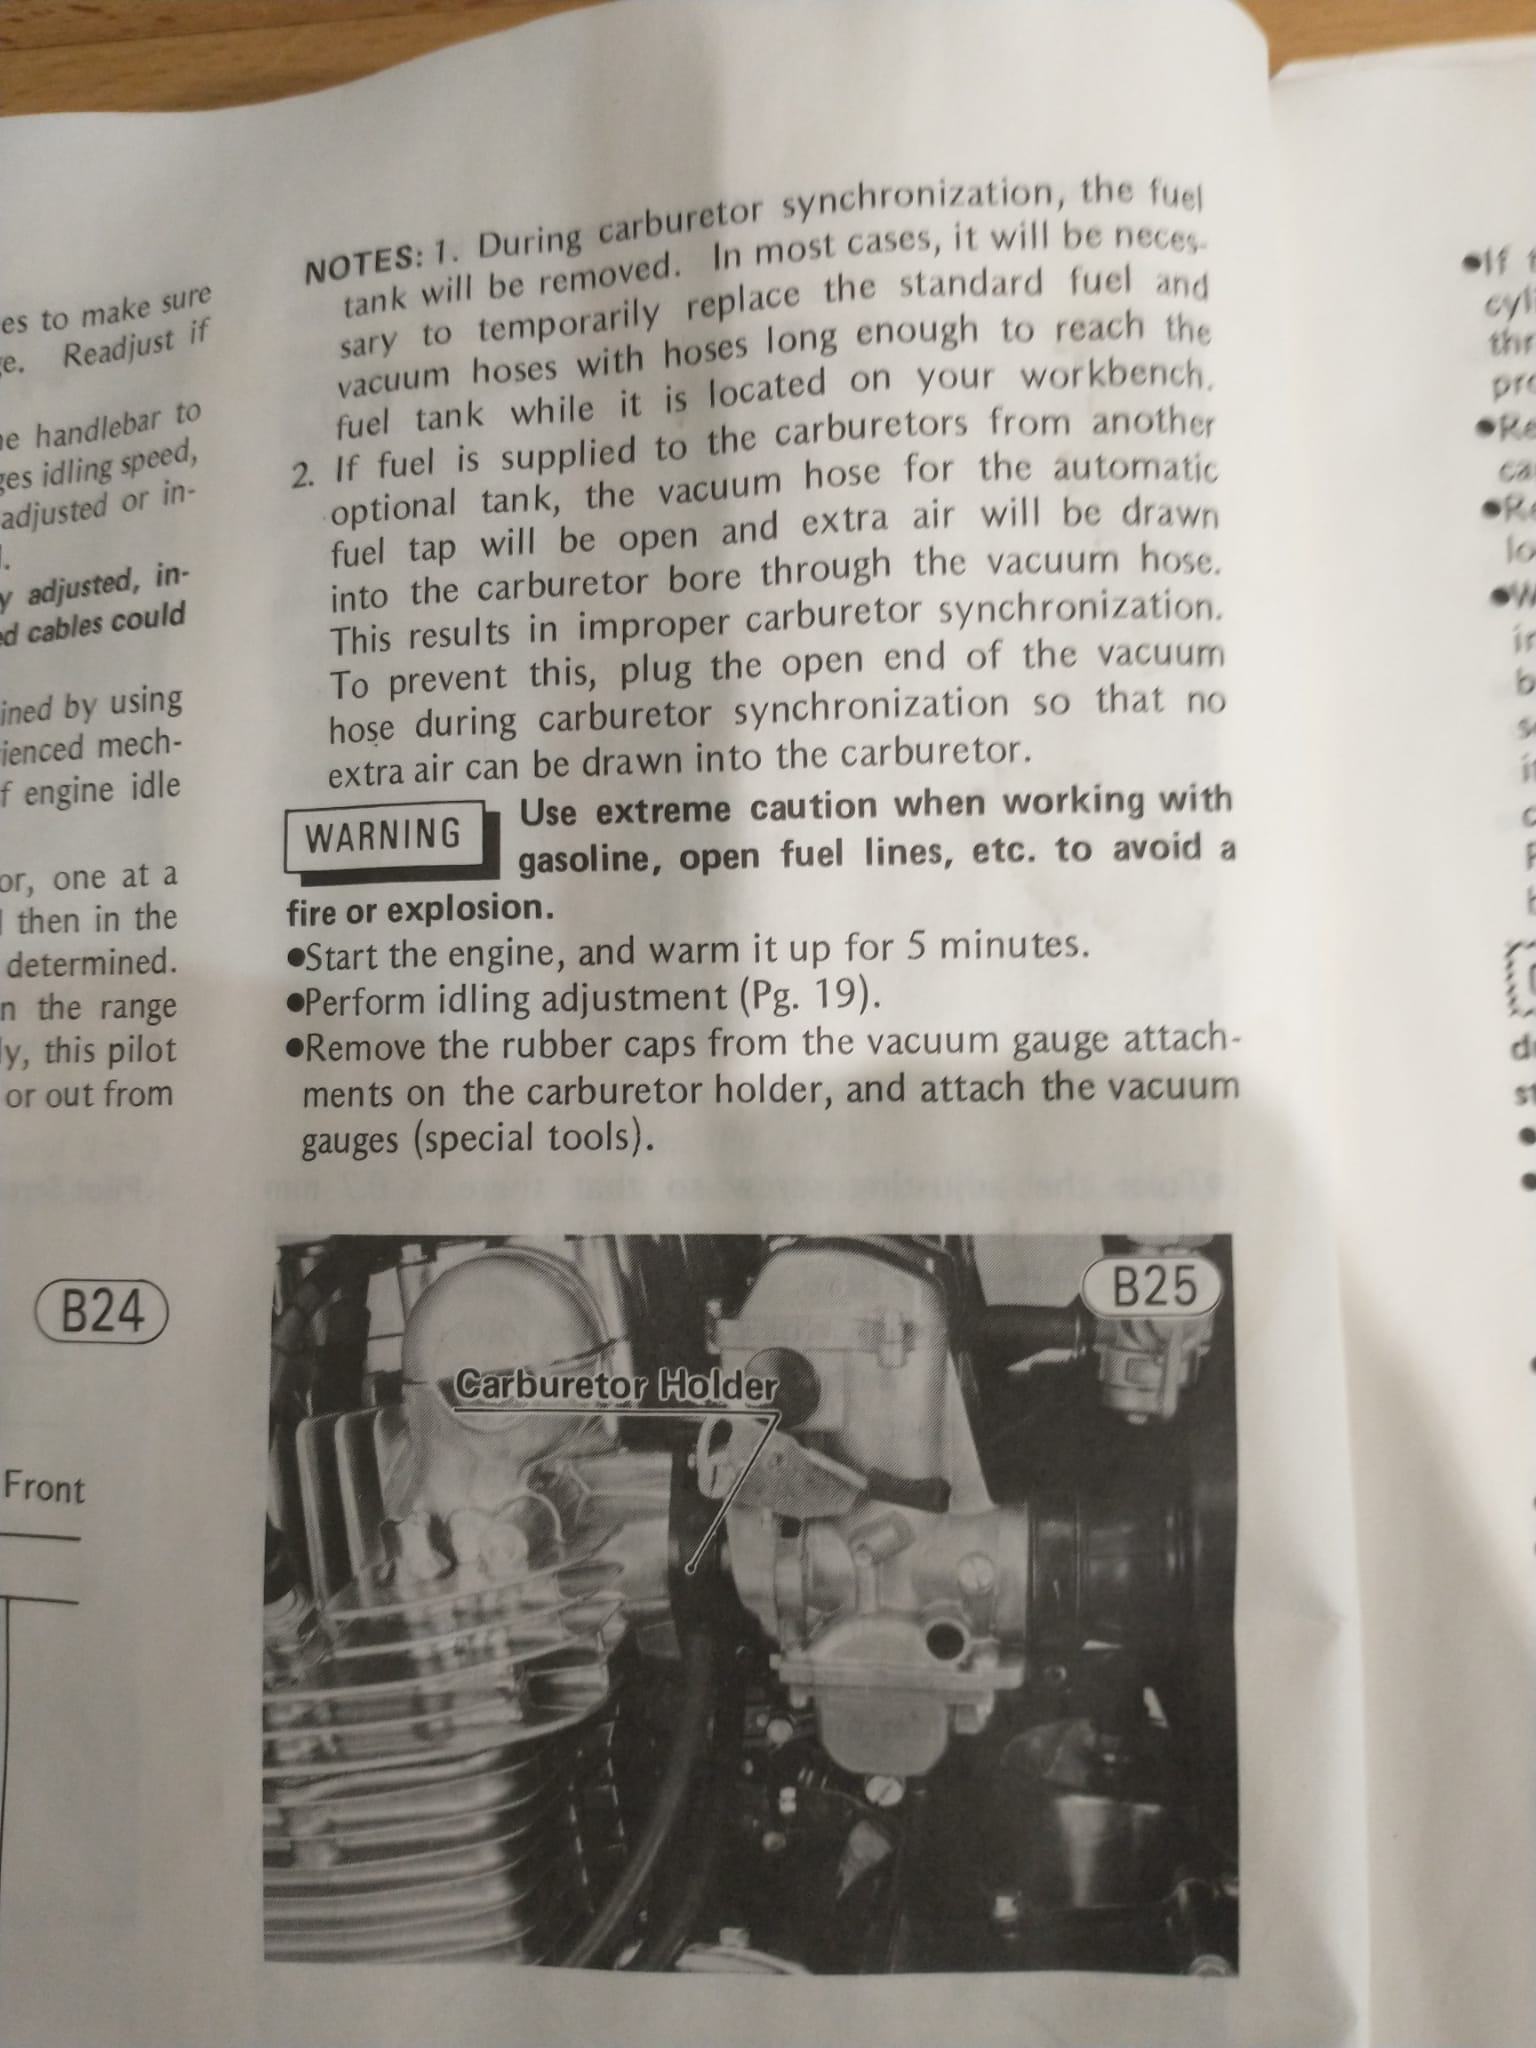 es to make sure
Readjust if
handlebar to
idling speed,
adjusted or in-
adjusted, in-
cables could
by using
mech-
engine idle
one at a
then in the
determined.
the range
this pilot
or out from
B24
Front
NOTES: 1. During carburetor synchronization, the fuel
tank will be removed. In most cases, it will be neces-
sary to temporarily replace the standard fuel and
vacuum hoses with hoses long enough to reach the
fuel tank while it is located on your workbench.
2. If fuel is supplied to the carburetors from another
optional tank, the vacuum hose for the automatic
fuel tap will be open and extra air will be drawn
into the carburetor bore through the vacuum hose.
This results in improper carburetor synchronization.
To prevent this, plug the open end of the vacuum
hose during carburetor synchronization so that no
extra air can be drawn into the carburetor.
WARNING Use extreme caution when working with
gasoline, open fuel lines, etc. to avoid a
fire or explosion.
●Start the engine, and warm it up for 5 minutes.
●Perform idling adjustment (Pg. 19).
●Remove the rubber caps from the vacuum gauge attach-
ments on the carburetor holder, and attach the vacuum
gauges (special tools).
B25
Carburetor Holder
●If